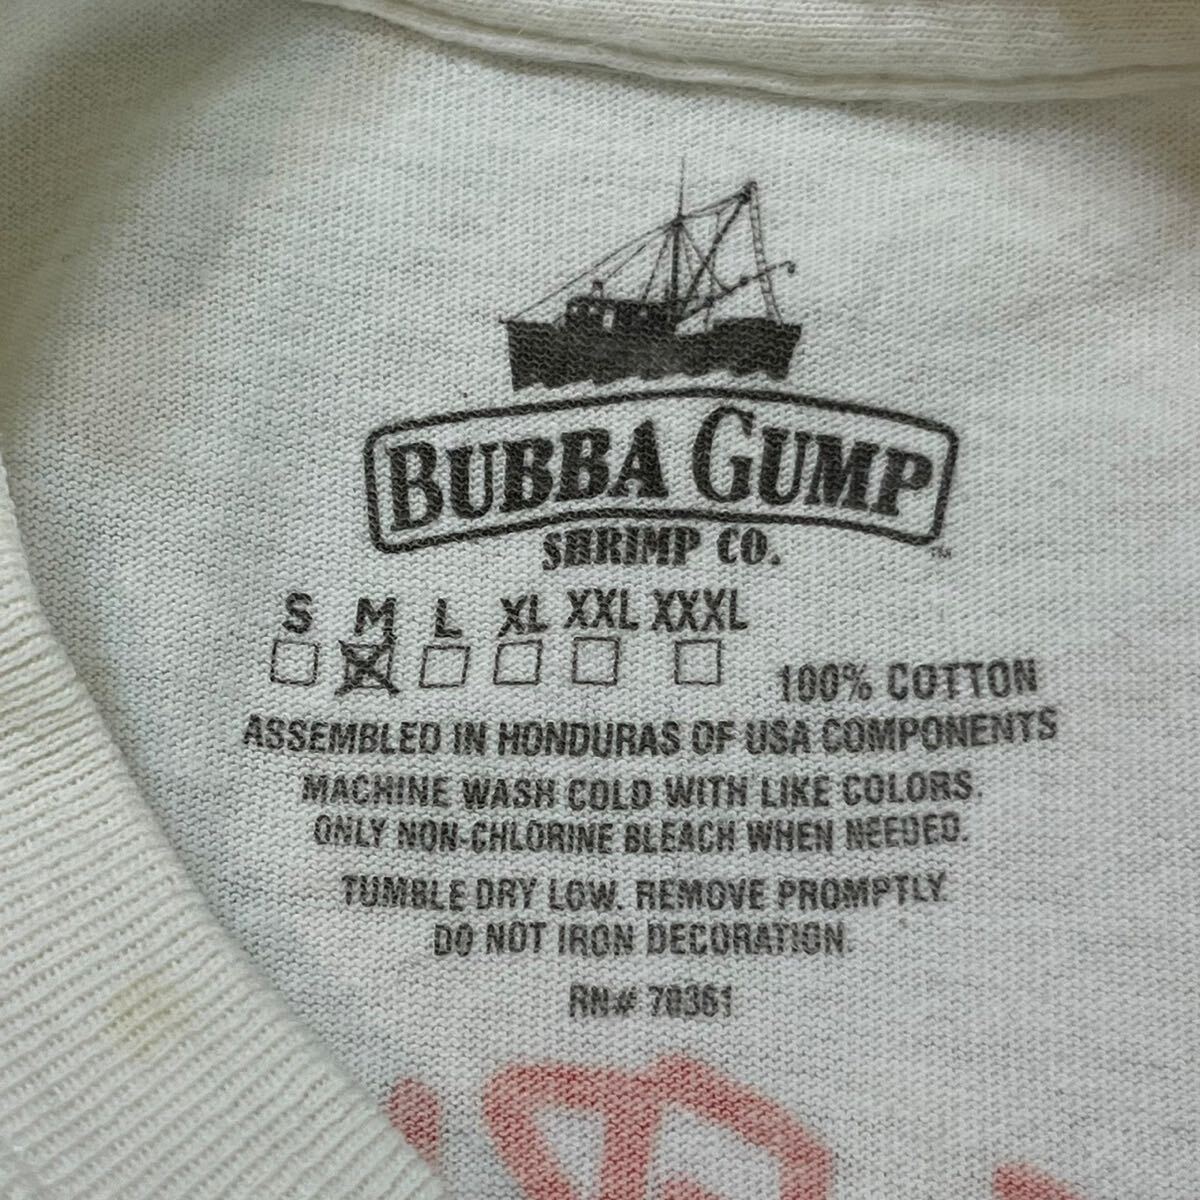 BUBBA GUMP
SHRIMP CO.
TM
S M L XL XXL XXXL
100% COTTON
ASSEMBLED IN HONDURAS OF USA COMPONENTS
MACHINE WASH COLD WITH LIKE COLORS.
ONLY NON-CHLORINE BLEACH WHEN NEEDED.
TUMBLE DRY LOW. REMOVE PROMPTLY.
DO NOT IRON DECORATION.
RN# 78361